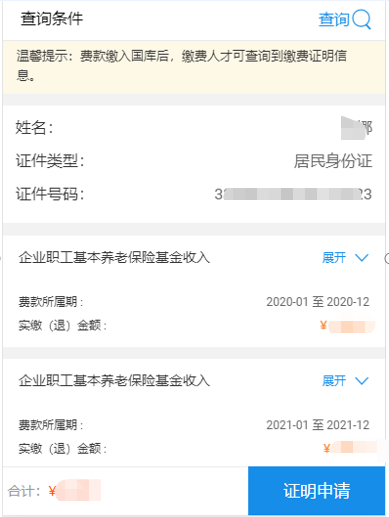 查询条件 查询
温馨提示：费款缴入国库后，缴费人才可查询到缴费证明信
息。
姓名： 娜
证件类型： 居民身份证
证件号码： 3 23
企业职工基本养老保险基金收入 展开
费款所属期： 2020-01 至 2020-12
实缴（退）金额： ¥
企业职工基本养老保险基金收入 展开
费款所属期： 2021-01 至 2021-12
实缴（退）金额： ¥
合计：¥ 证明申请